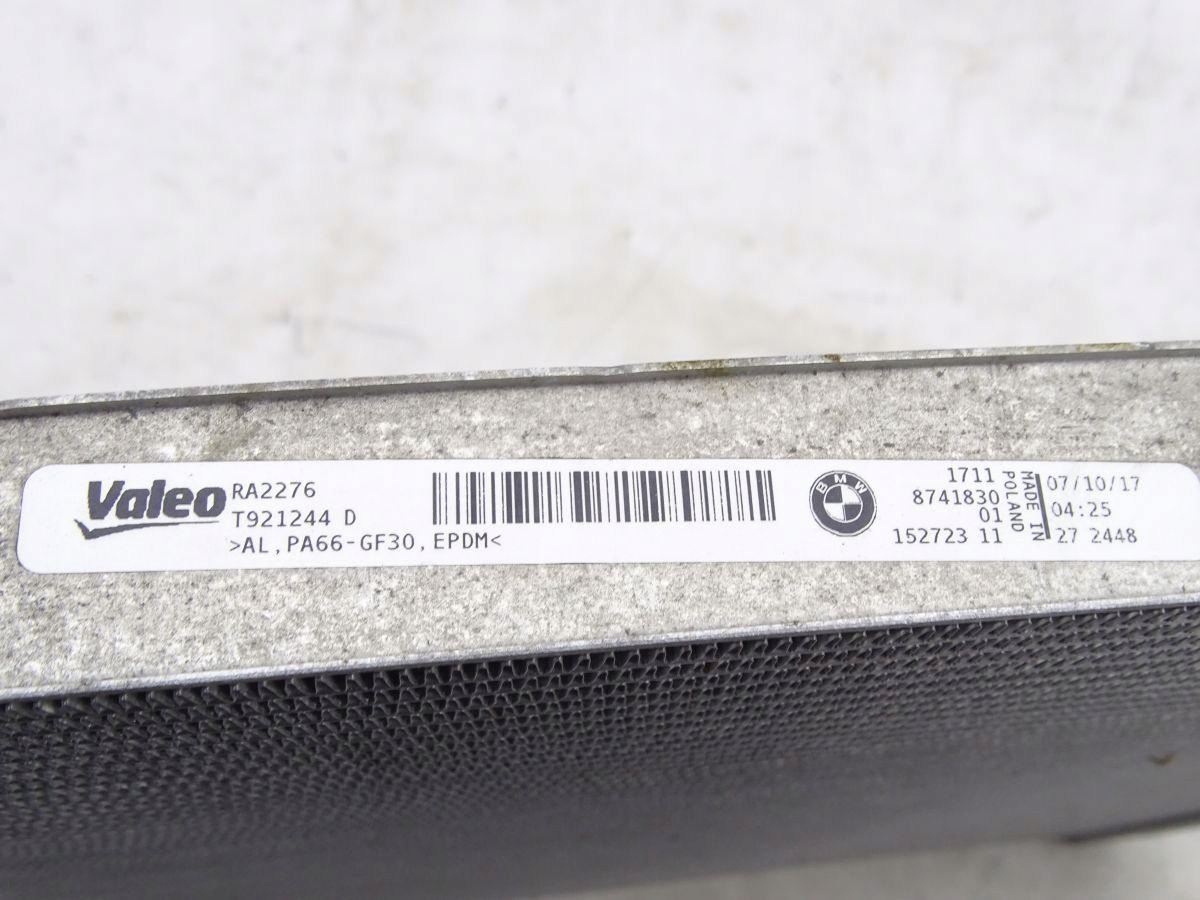 Valeo
RA2276
T921244 D
>AL,PA66-GF30,EPDM<
BMW
1711
8741830
01
152723 11
MADE IN
POLAND
07/10/17
04:25
27 2448